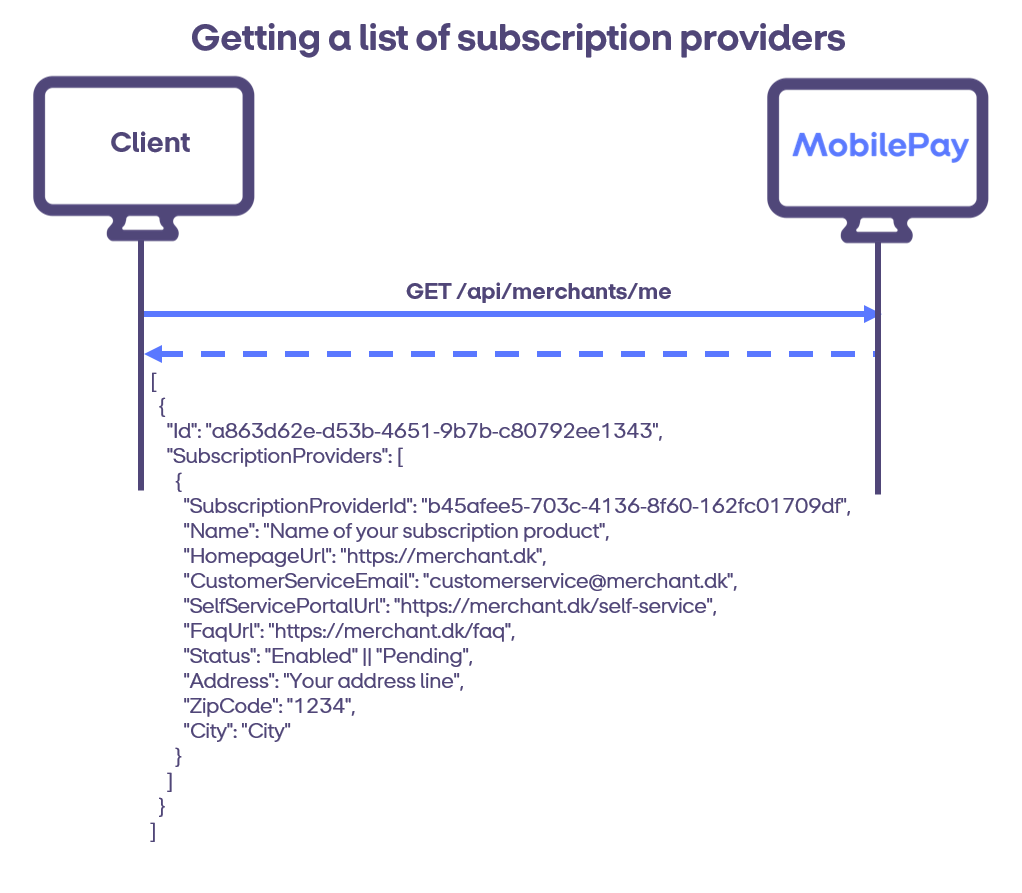 Getting a list of subscription providers
Client
MobilePay
GET /api/merchants/me
[
{
"Id": "a863d62e-d53b-4651-9b7b-c80792ee1343",
"SubscriptionProviders": [
{
"SubscriptionProviderId": "b45afee5-703c-4136-8f60-162fc01709df",
"Name": "Name of your subscription product",
"HomepageUrl": "https://merchant.dk",
"CustomerServiceEmail": "customerservice@merchant.dk",
"SelfServicePortalUrl": "https://merchant.dk/self-service",
"FaqUrl": "https://merchant.dk/faq",
"Status": "Enabled" || "Pending",
"Address": "Your address line",
"ZipCode": "1234",
"City": "City"
}
]
}
]